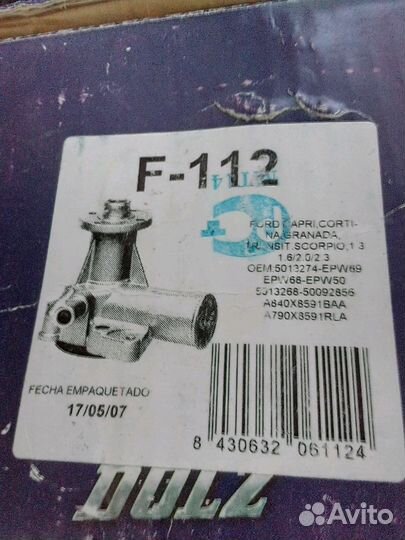 F-112
FORD CAPRI,CORTI-
NA,GRANADA,
TRANSIT,SCORPIO,1.3
1.6/2.0/2.3
OEM:5013274-EPW69
EPW68-EPW50
5013268-50092856
A840X8591BAA
A790X8591RLA
FECHA EMPAQUETADO
17/05/07
8 430632 061124
DOLZ
Avito